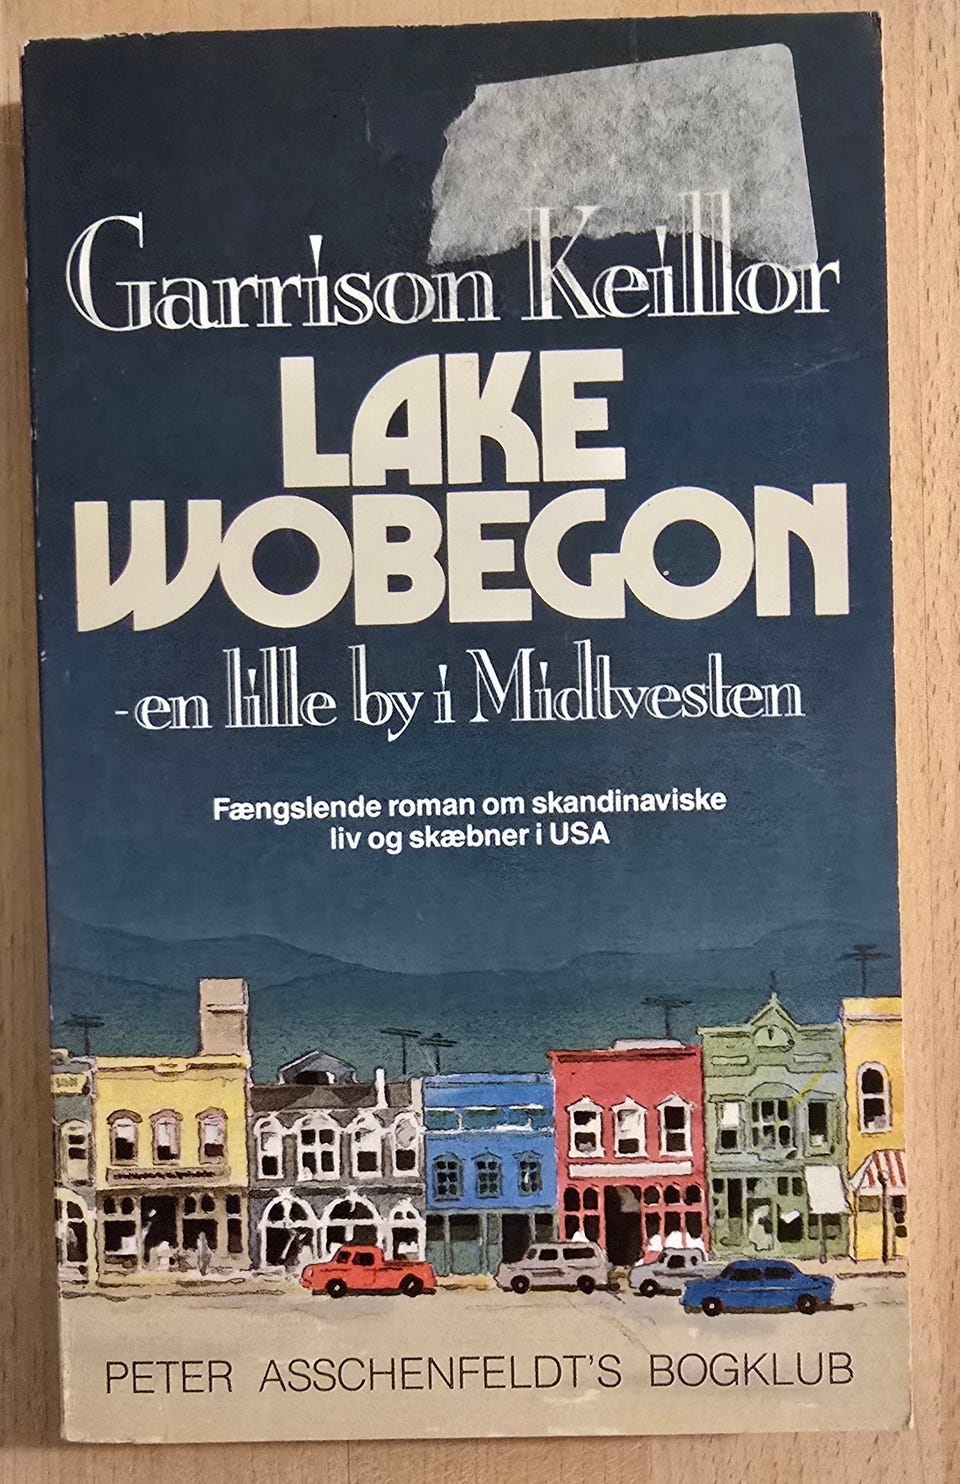 Garrison Keillor
LAKE
WOBEGON
- en lille by i Midtvesten
Fængslende roman om skandinaviske
liv og skæbner i USA
PETER ASSCHENFELDT'S BOGKLUB